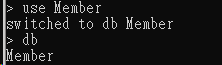 > use Member
switched to db Member
> db
Member